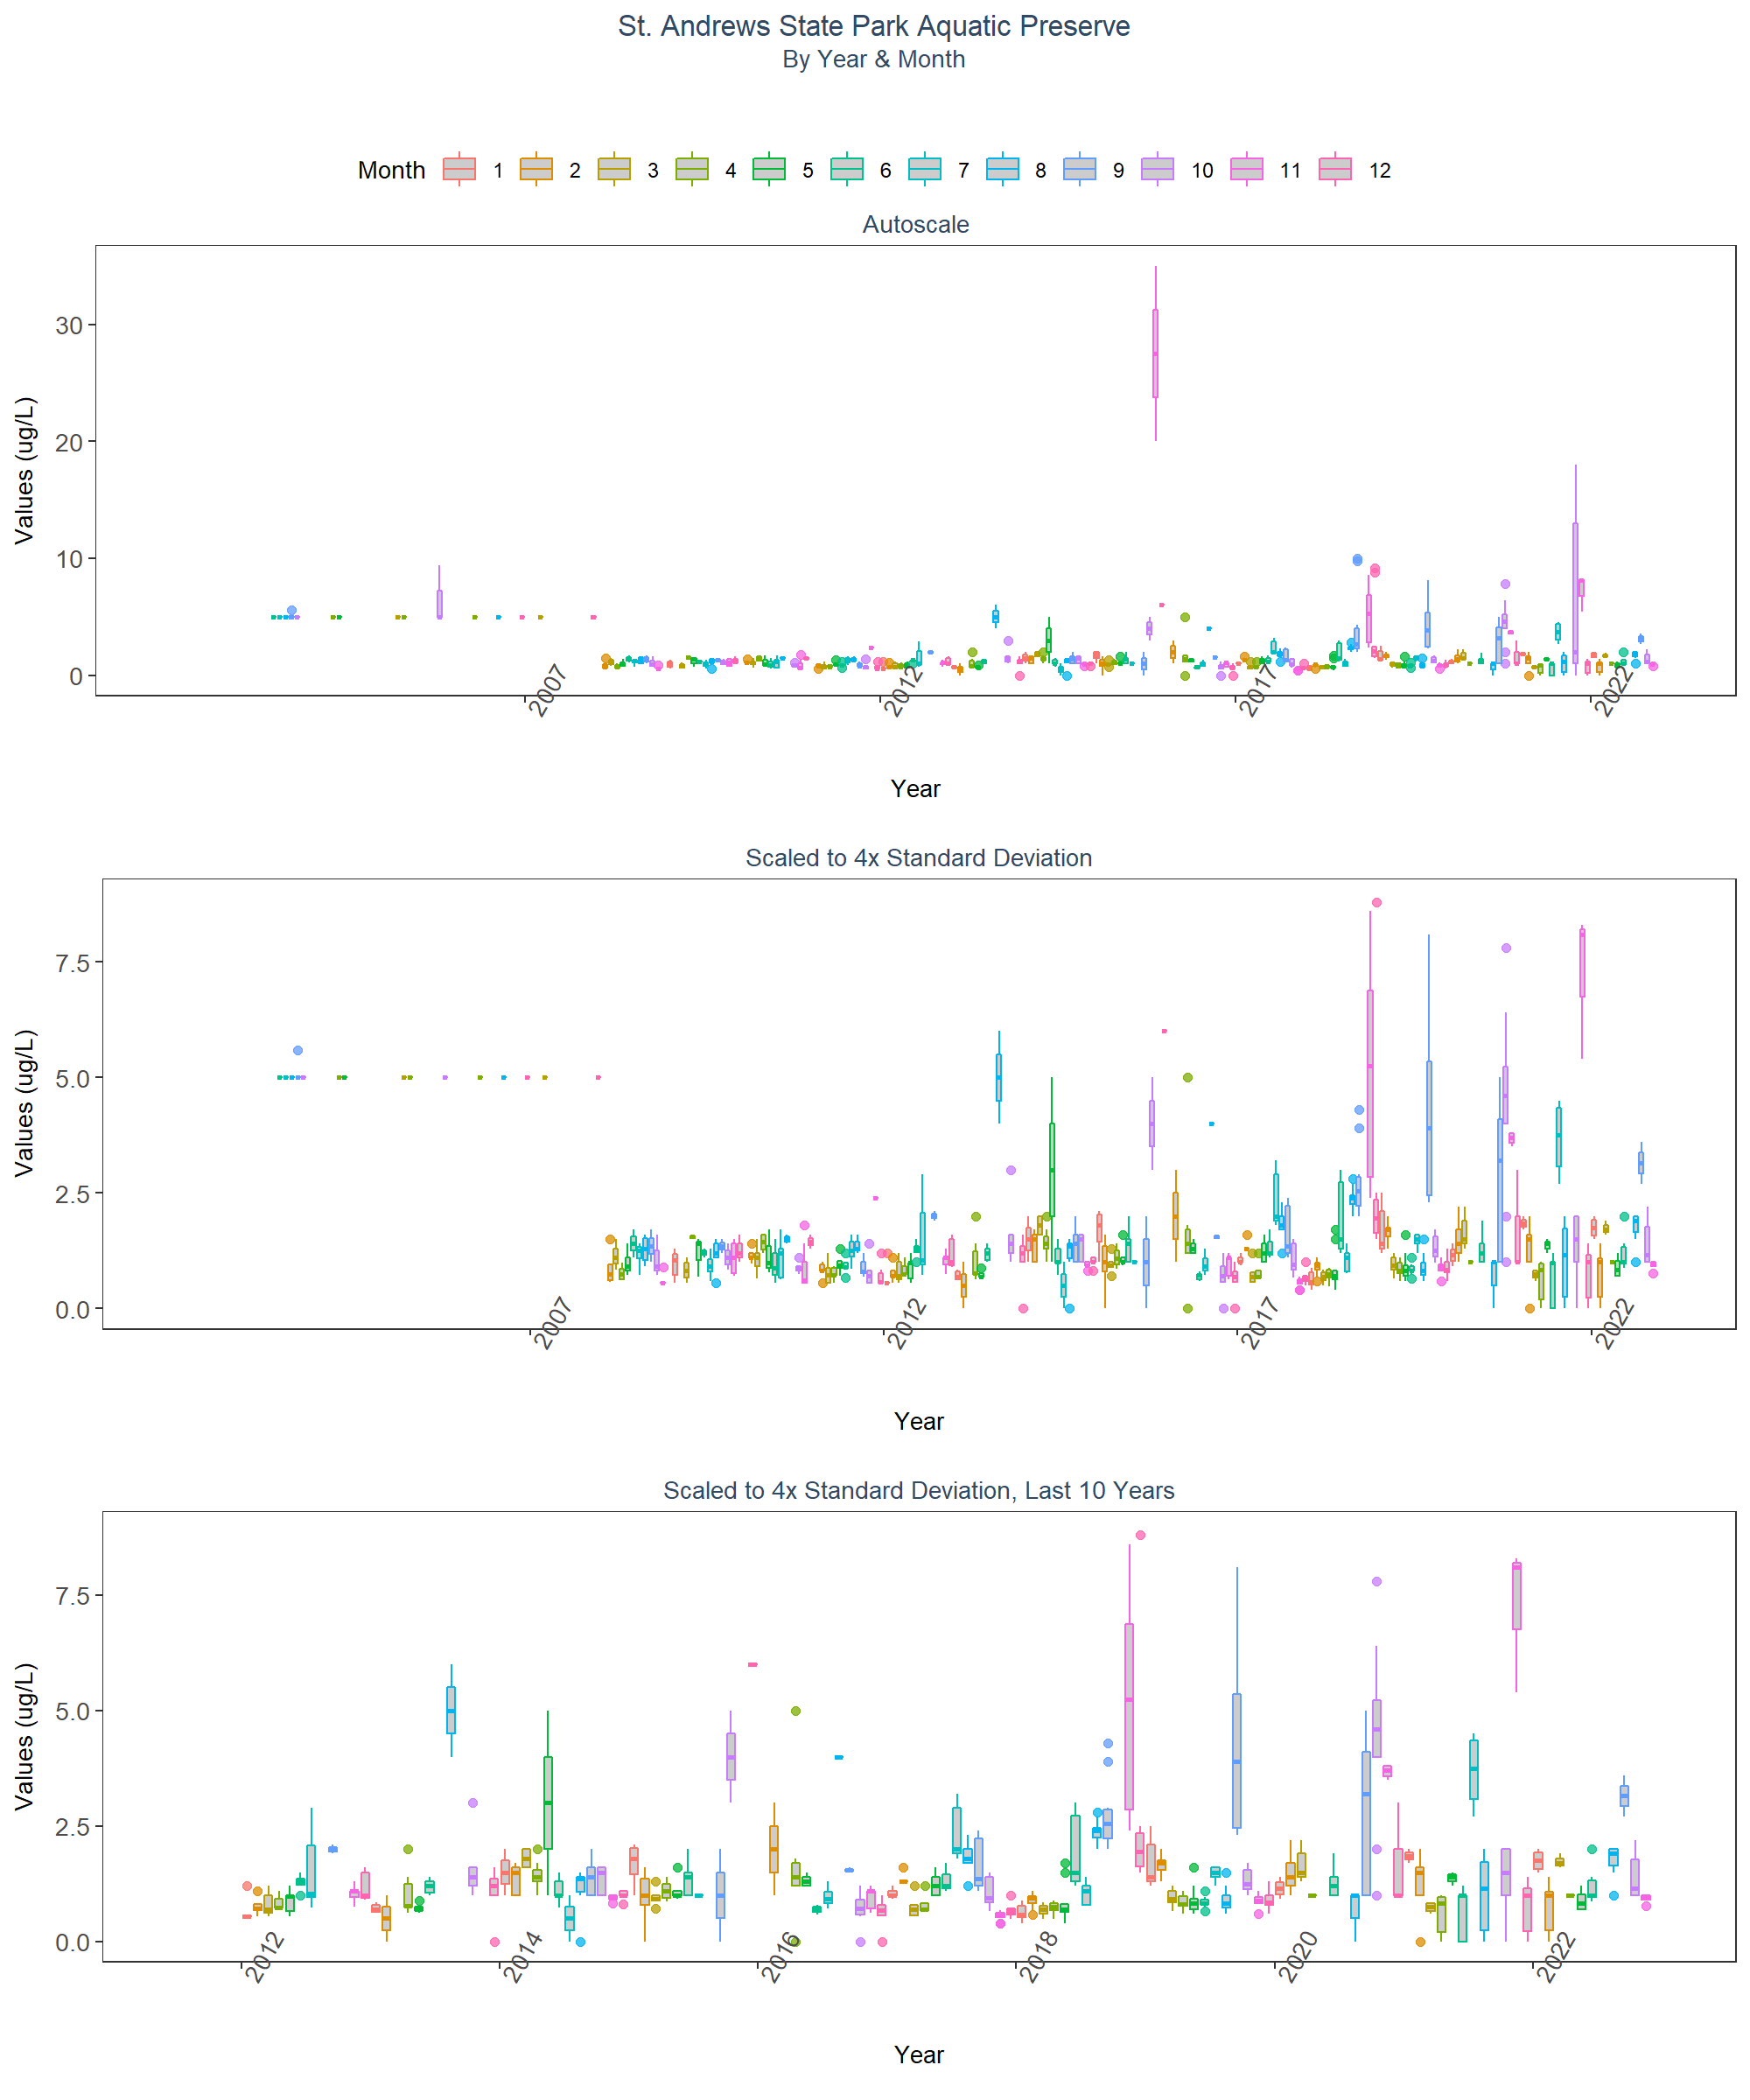 St. Andrews State Park Aquatic Preserve
By Year & Month
Month 1 2 3 4 5 6 7 8 9 10 11 12
Autoscale
30
20
10
0
Values (ug/L)
2007 2012 2017 2022
Year
Scaled to 4x Standard Deviation
7.5
5.0
2.5
0.0
Values (ug/L)
2007 2012 2017 2022
Year
Scaled to 4x Standard Deviation, Last 10 Years
7.5
5.0
2.5
0.0
Values (ug/L)
2012 2014 2016 2018 2020 2022
Year